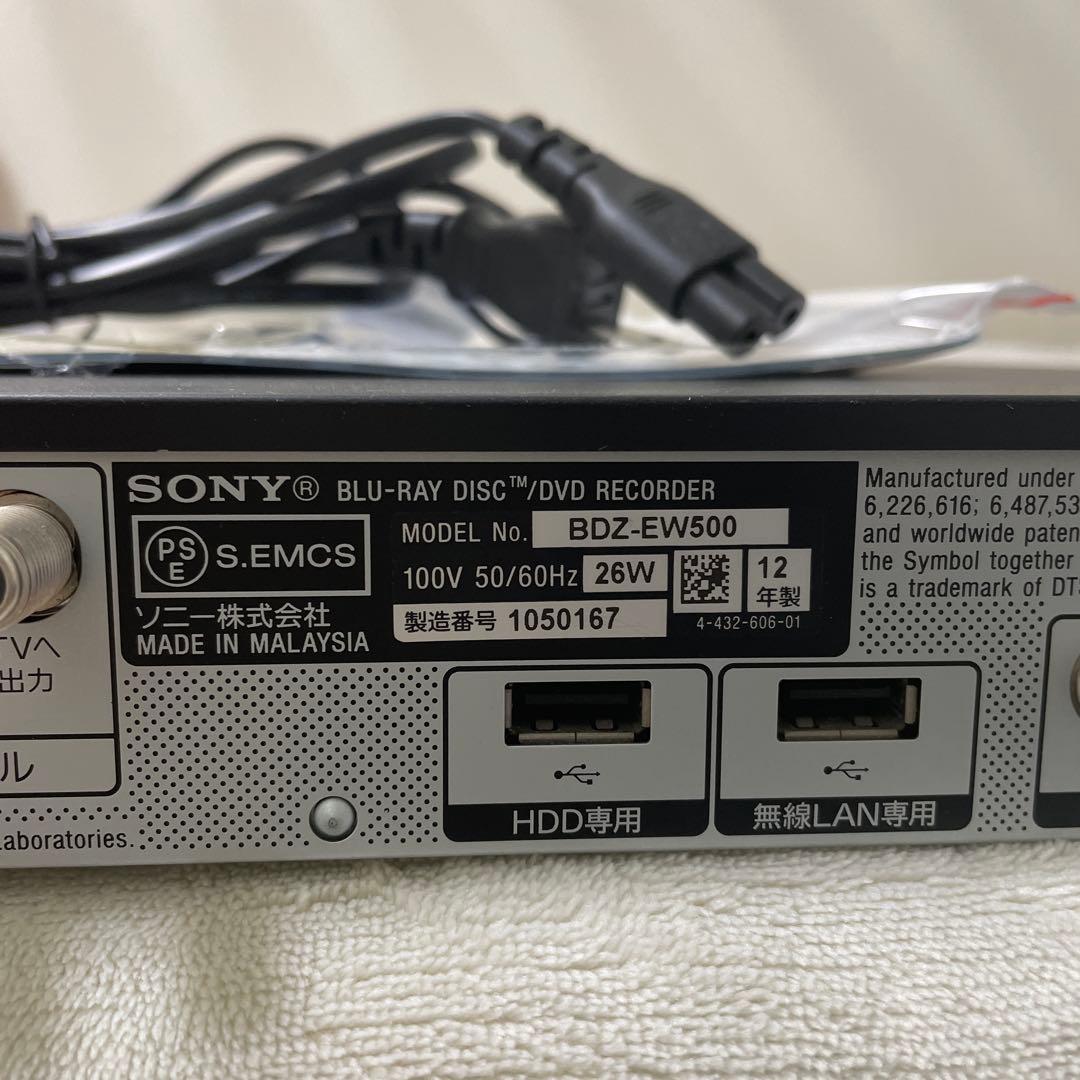 SONY® BLU-RAY DISC™/DVD RECORDER
PSE S.EMCS
MODEL No. BDZ-EW500
100V 50/60Hz 26W
12年製
ソニー株式会社
MADE IN MALAYSIA
製造番号 1050167
4-432-606-01
Manufactured under
6,226,616; 6,487,53
and worldwide paten
the Symbol together
is a trademark of DT
TVへ
出力
ル
HDD専用
無線LAN専用
Laboratories.